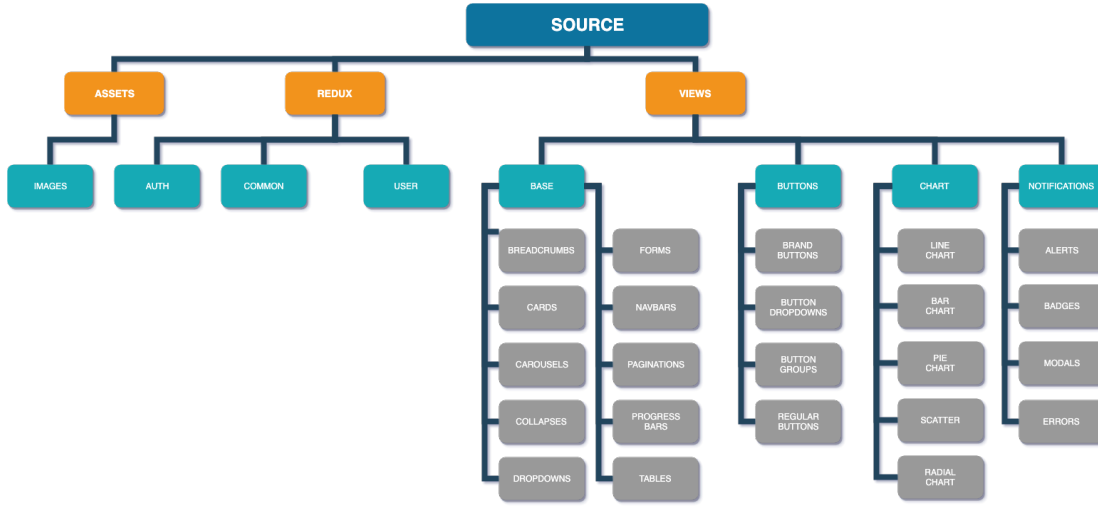 SOURCE
ASSETS
REDUX
VIEWS
IMAGES
AUTH
COMMON
USER
BASE
BUTTONS
CHART
NOTIFICATIONS
BREADCRUMBS
CARDS
CAROUSELS
COLLAPSES
DROPDOWNS
FORMS
NAVBARS
PAGINATIONS
PROGRESS
BARS
TABLES
BRAND
BUTTONS
BUTTON
DROPDOWNS
BUTTON
GROUPS
REGULAR
BUTTONS
LINE
CHART
BAR
CHART
PIE
CHART
SCATTER
RADIAL
CHART
ALERTS
BADGES
MODALS
ERRORS